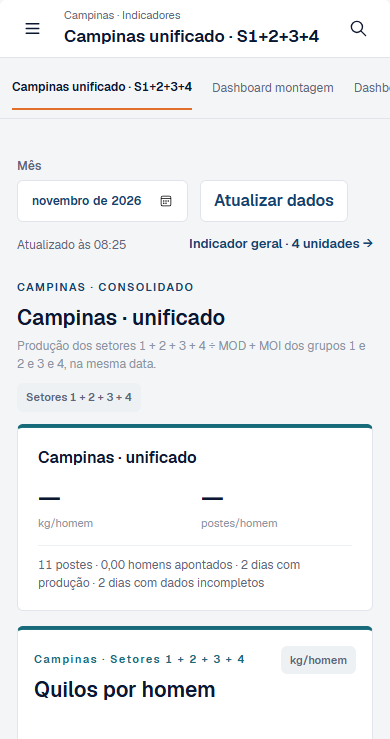 Campinas · Indicadores
Campinas unificado · S1+2+3+4
Campinas unificado · S1+2+3+4
Dashboard montagem
Dashb
Mês
novembro de 2026
Atualizar dados
Atualizado às 08:25
Indicador geral · 4 unidades →
CAMPINAS · CONSOLIDADO
Campinas · unificado
Produção dos setores 1 + 2 + 3 + 4 ÷ MOD + MOI dos grupos 1 e
2 e 3 e 4, na mesma data.
Setores 1 + 2 + 3 + 4
Campinas · unificado
— —
kg/homem postes/homem
11 postes · 0,00 homens apontados · 2 dias com
produção · 2 dias com dados incompletos
Campinas · Setores 1 + 2 + 3 + 4
kg/homem
Quilos por homem